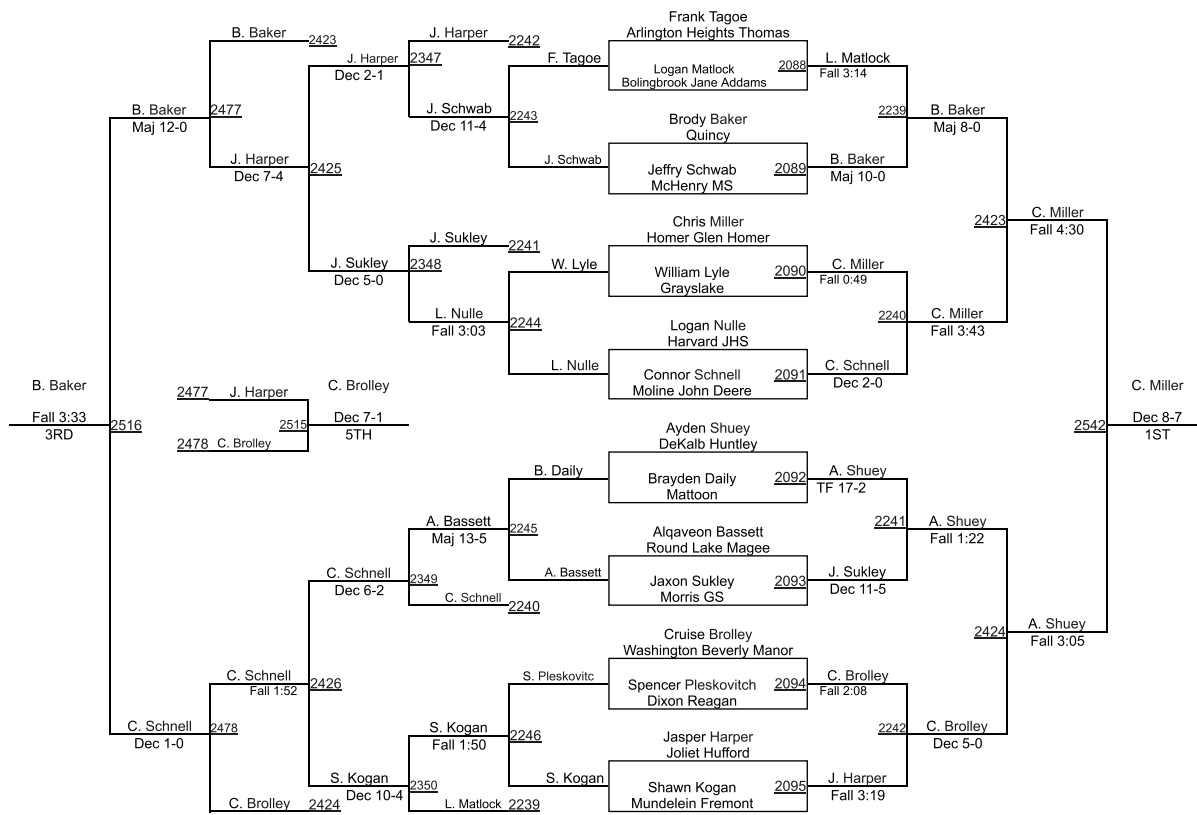 Frank Tagoe
Arlington Heights Thomas
B. Baker
2423
J. Harper
2242
F. Tagoe
Logan Matlock
2088
Bolingbrook Jane Addams
L. Matlock
Fall 3:14
J. Harper
2347
Dec 2-1
B. Baker
Maj 12-0
2477
J. Schwab
Dec 11-4
2243
Brody Baker
Quincy
2239
B. Baker
Maj 8-0
J. Harper
Dec 7-4
2425
J. Schwab
Jeffry Schwab
2089
McHenry MS
B. Baker
Maj 10-0
Chris Miller
Homer Glen Homer
2423
C. Miller
Fall 4:30
J. Sukley
2241
J. Sukley
Dec 5-0
2348
W. Lyle
William Lyle
2090
Grayslake
C. Miller
Fall 0:49
L. Nulle
Fall 3:03
2244
Logan Nulle
Harvard JHS
2240
C. Miller
Fall 3:43
L. Nulle
Connor Schnell
2091
Moline John Deere
C. Schnell
Dec 2-0
B. Baker
Fall 3:33
3RD
2516
2477
J. Harper
2515
2478
C. Brolley
C. Brolley
Dec 7-1
5TH
C. Miller
2542
Dec 8-7
1ST
Ayden Shuey
DeKalb Huntley
B. Daily
Brayden Daily
2092
Mattoon
A. Shuey
TF 17-2
A. Bassett
Maj 13-5
2245
Alqaveon Bassett
Round Lake Magee
2241
A. Shuey
Fall 1:22
C. Schnell
Dec 6-2
2349
A. Bassett
Jaxon Sukley
2093
Morris GS
J. Sukley
Dec 11-5
C. Schnell
2240
Cruise Brolley
Washington Beverly Manor
2424
A. Shuey
Fall 3:05
C. Schnell
Fall 1:52
2426
S. Pleskovitc
Spencer Pleskovitch
2094
Dixon Reagan
C. Brolley
Fall 2:08
C. Schnell
Dec 1-0
2478
S. Kogan
Fall 1:50
2246
Jasper Harper
Joliet Hufford
2242
C. Brolley
Dec 5-0
S. Kogan
Dec 10-4
2350
S. Kogan
Shawn Kogan
2095
Mundelein Fremont
J. Harper
Fall 3:19
C. Brolley
2424
L. Matlock
2239